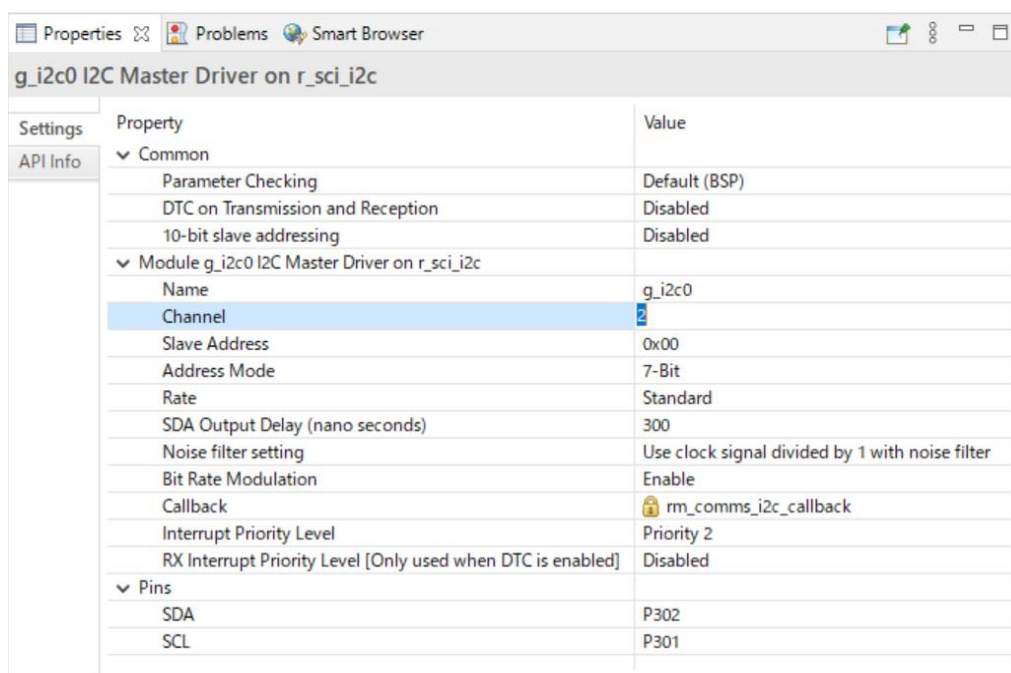 Properties Problems Smart Browser
g_i2c0 I2C Master Driver on r_sci_i2c
Settings
API Info
Property Value
Common
Parameter Checking Default (BSP)
DTC on Transmission and Reception Disabled
10-bit slave addressing Disabled
Module g_i2c0 I2C Master Driver on r_sci_i2c
Name g_i2c0
Channel 2
Slave Address 0x00
Address Mode 7-Bit
Rate Standard
SDA Output Delay (nano seconds) 300
Noise filter setting Use clock signal divided by 1 with noise filter
Bit Rate Modulation Enable
Callback rm_comms_i2c_callback
Interrupt Priority Level Priority 2
RX Interrupt Priority Level [Only used when DTC is enabled] Disabled
Pins
SDA P302
SCL P301